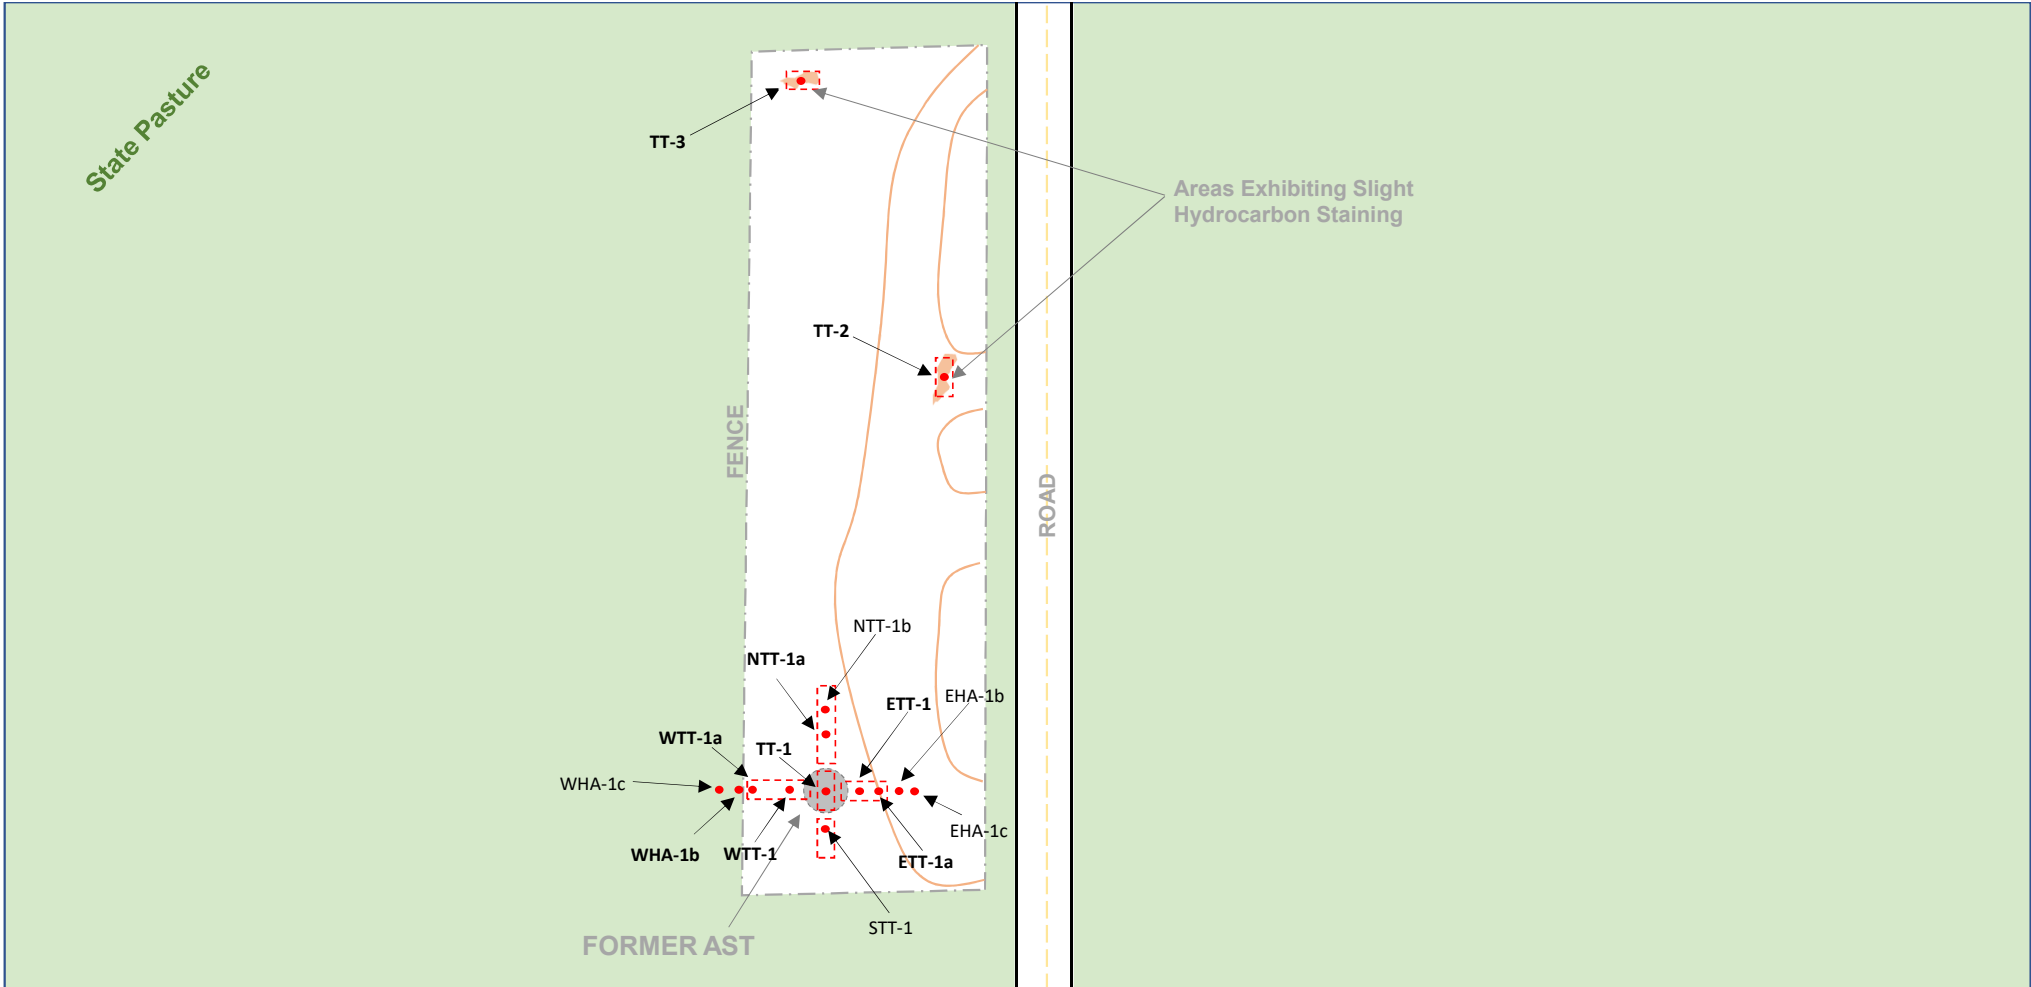 State Pasture
TT-3
Areas Exhibiting Slight
Hydrocarbon Staining
TT-2
FENCE
ROAD
NTT-1b
NTT-1a
EHA-1b
ETT-1
WTT-1a
TT-1
WHA-1c
EHA-1c
WHA-1b
WTT-1
ETT-1a
STT-1
FORMER AST